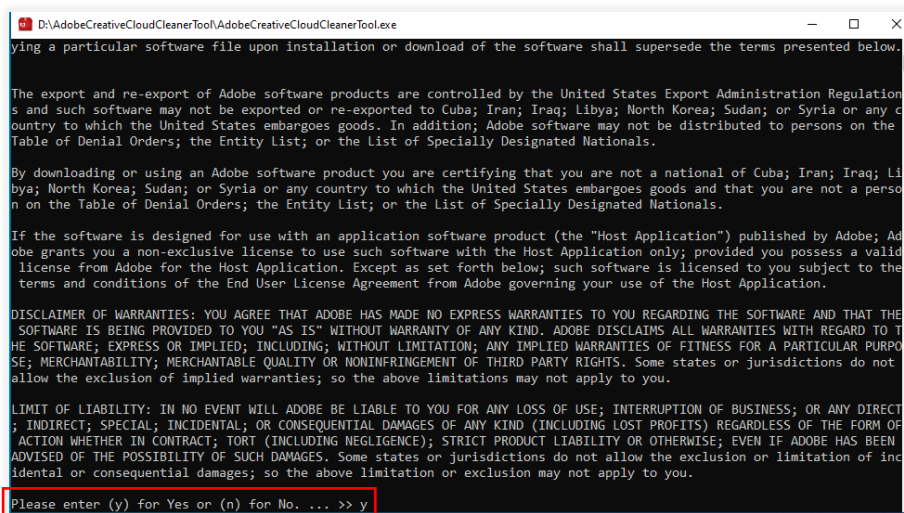 D:\AdobeCreativeCloudCleanerTool\AdobeCreativeCloudCleanerTool.exe
ying a particular software file upon installation or download of the software shall supersede the terms presented below.
The export and re-export of Adobe software products are controlled by the United States Export Administration Regulation
s and such software may not be exported or re-exported to Cuba; Iran; Iraq; Libya; North Korea; Sudan; or Syria or any c
ountry to which the United States embargoes goods. In addition; Adobe software may not be distributed to persons on the
Table of Denial Orders; the Entity List; or the List of Specially Designated Nationals.
By downloading or using an Adobe software product you are certifying that you are not a national of Cuba; Iran; Iraq; Li
bya; North Korea; Sudan; or Syria or any country to which the United States embargoes goods and that you are not a perso
n on the Table of Denial Orders; the Entity List; or the List of Specially Designated Nationals.
If the software is designed for use with an application software product (the "Host Application") published by Adobe; Ad
obe grants you a non-exclusive license to use such software with the Host Application only; provided you possess a valid
license from Adobe for the Host Application. Except as set forth below; such software is licensed to you subject to the
terms and conditions of the End User License Agreement from Adobe governing your use of the Host Application.
DISCLAIMER OF WARRANTIES: YOU AGREE THAT ADOBE HAS MADE NO EXPRESS WARRANTIES TO YOU REGARDING THE SOFTWARE AND THAT THE
SOFTWARE IS BEING PROVIDED TO YOU "AS IS" WITHOUT WARRANTY OF ANY KIND. ADOBE DISCLAIMS ALL WARRANTIES WITH REGARD TO T
HE SOFTWARE; EXPRESS OR IMPLIED; INCLUDING; WITHOUT LIMITATION; ANY IMPLIED WARRANTIES OF FITNESS FOR A PARTICULAR PURPO
SE; MERCHANTABILITY; MERCHANTABLE QUALITY OR NONINFRINGEMENT OF THIRD PARTY RIGHTS. Some states or jurisdictions do not
allow the exclusion of implied warranties; so the above limitations may not apply to you.
LIMIT OF LIABILITY: IN NO EVENT WILL ADOBE BE LIABLE TO YOU FOR ANY LOSS OF USE; INTERRUPTION OF BUSINESS; OR ANY DIRECT
; INDIRECT; SPECIAL; INCIDENTAL; OR CONSEQUENTIAL DAMAGES OF ANY KIND (INCLUDING LOST PROFITS) REGARDLESS OF THE FORM OF
ACTION WHETHER IN CONTRACT; TORT (INCLUDING NEGLIGENCE); STRICT PRODUCT LIABILITY OR OTHERWISE; EVEN IF ADOBE HAS BEEN
ADVISED OF THE POSSIBILITY OF SUCH DAMAGES. Some states or jurisdictions do not allow the exclusion or limitation of inc
idental or consequential damages; so the above limitation or exclusion may not apply to you.
Please enter (y) for Yes or (n) for No. ... >> y